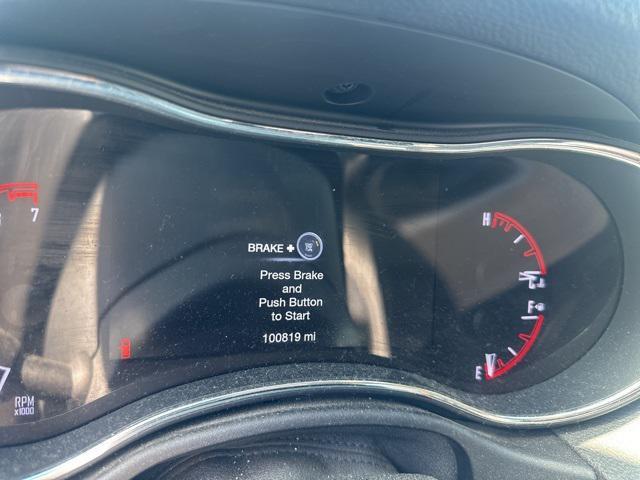 7
H
BRAKE +
Press Brake
and
Push Button
to Start
100819 mi
F
E
RPM
x1000